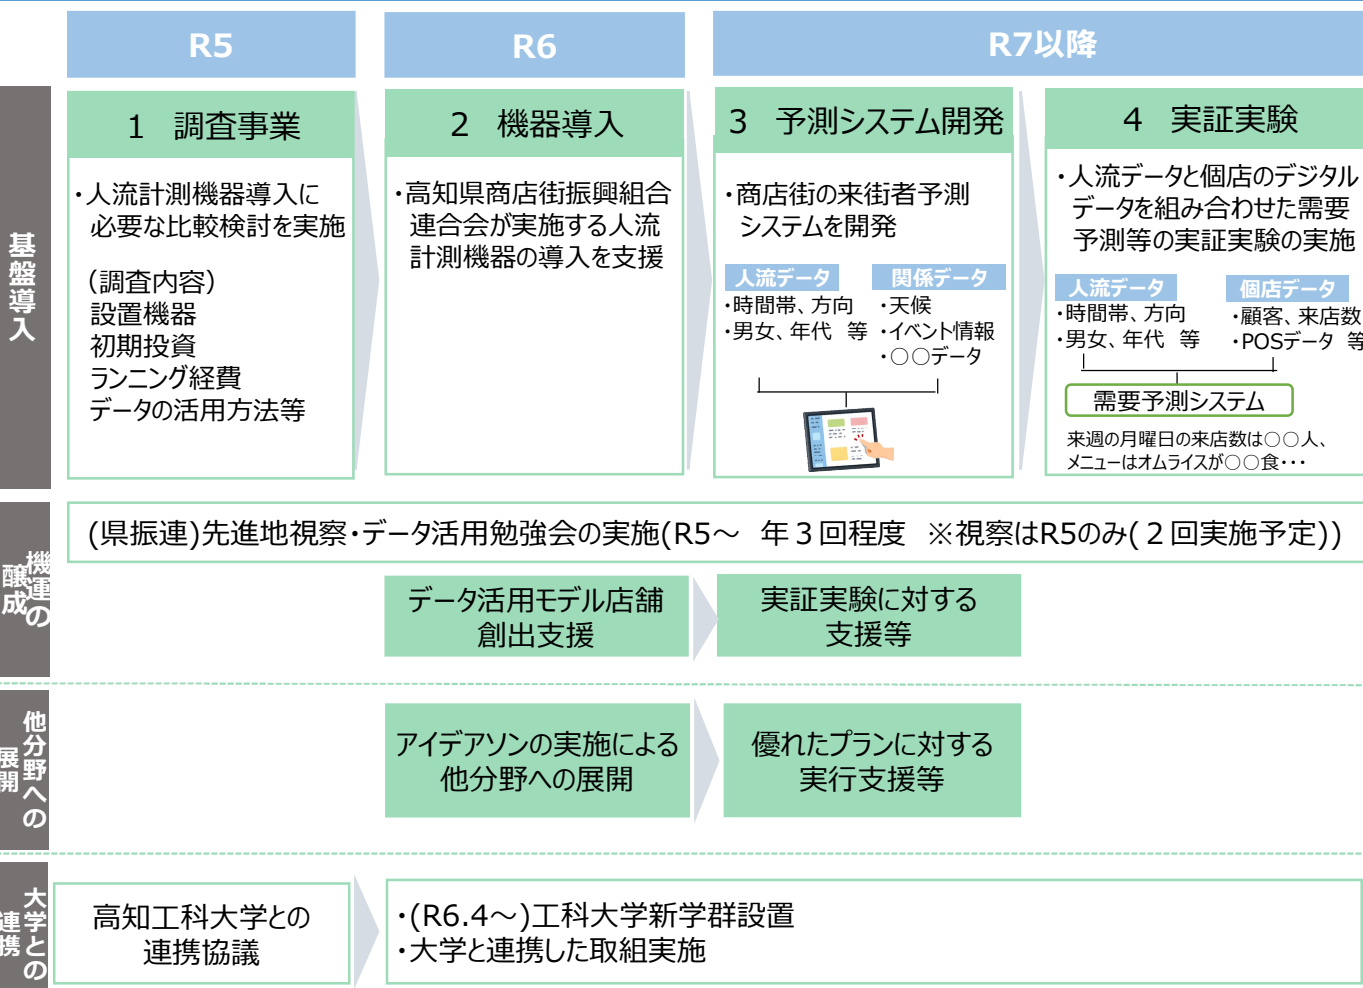 R5
R6
R7以降
基盤導入
1　調査事業
・人流計測機器導入に
必要な比較検討を実施
（調査内容）
設置機器
初期投資
ランニング経費
データの活用方法等
2　機器導入
・高知県商店街振興組合
連合会が実施する人流
計測機器の導入を支援
3　予測システム開発
・商店街の来街者予測
システムを開発
人流データ
・時間帯、方向
・男女、年代　等
関係データ
・天候
・イベント情報
・○○データ
4　実証実験
・人流データと個店のデジタル
データを組み合わせた需要
予測等の実証実験の実施
人流データ
・時間帯、方向
・男女、年代　等
個店データ
・顧客、来店数
・POSデータ　等
需要予測システム
来週の月曜日の来店数は○○人、
メニューはオムライスが○○食・・・
機運の
醸成
(県振連)先進地視察・データ活用勉強会の実施(R5～　年３回程度　※視察はR5のみ(２回実施予定))
データ活用モデル店舗
創出支援
実証実験に対する
支援等
他分野への
展開
アイデアソンの実施による
他分野への展開
優れたプランに対する
実行支援等
大学との
連携
高知工科大学との
連携協議
・(R6.4～)工科大学新学群設置
・大学と連携した取組実施